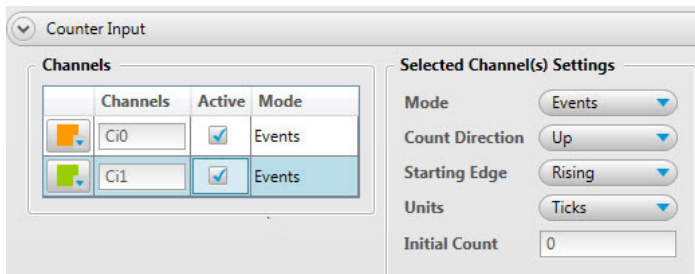 Counter Input
Channels
Channels Active Mode
Ci0 Events
Ci1 Events
Selected Channel(s) Settings
Mode Events
Count Direction Up
Starting Edge Rising
Units Ticks
Initial Count 0